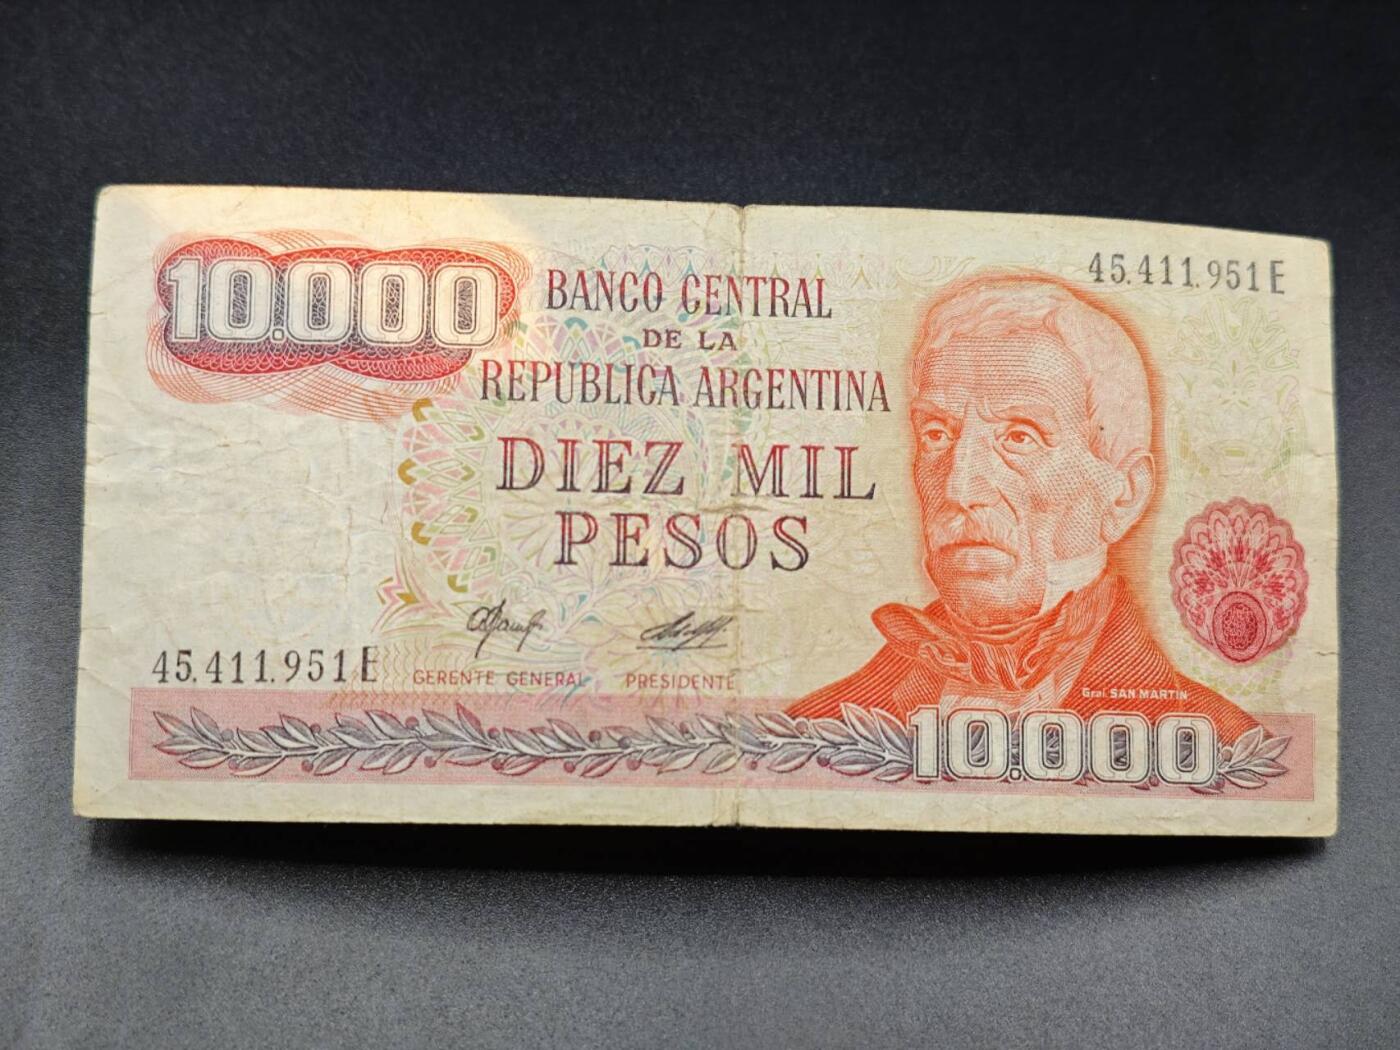 10.000
45.411.951 E
BANCO CENTRAL
DE LA
REPUBLICA ARGENTINA
DIEZ MIL
PESOS
45.411.951 E
GERENTE GENERAL
PRESIDENTE
Gral. SAN MARTIN
10.000